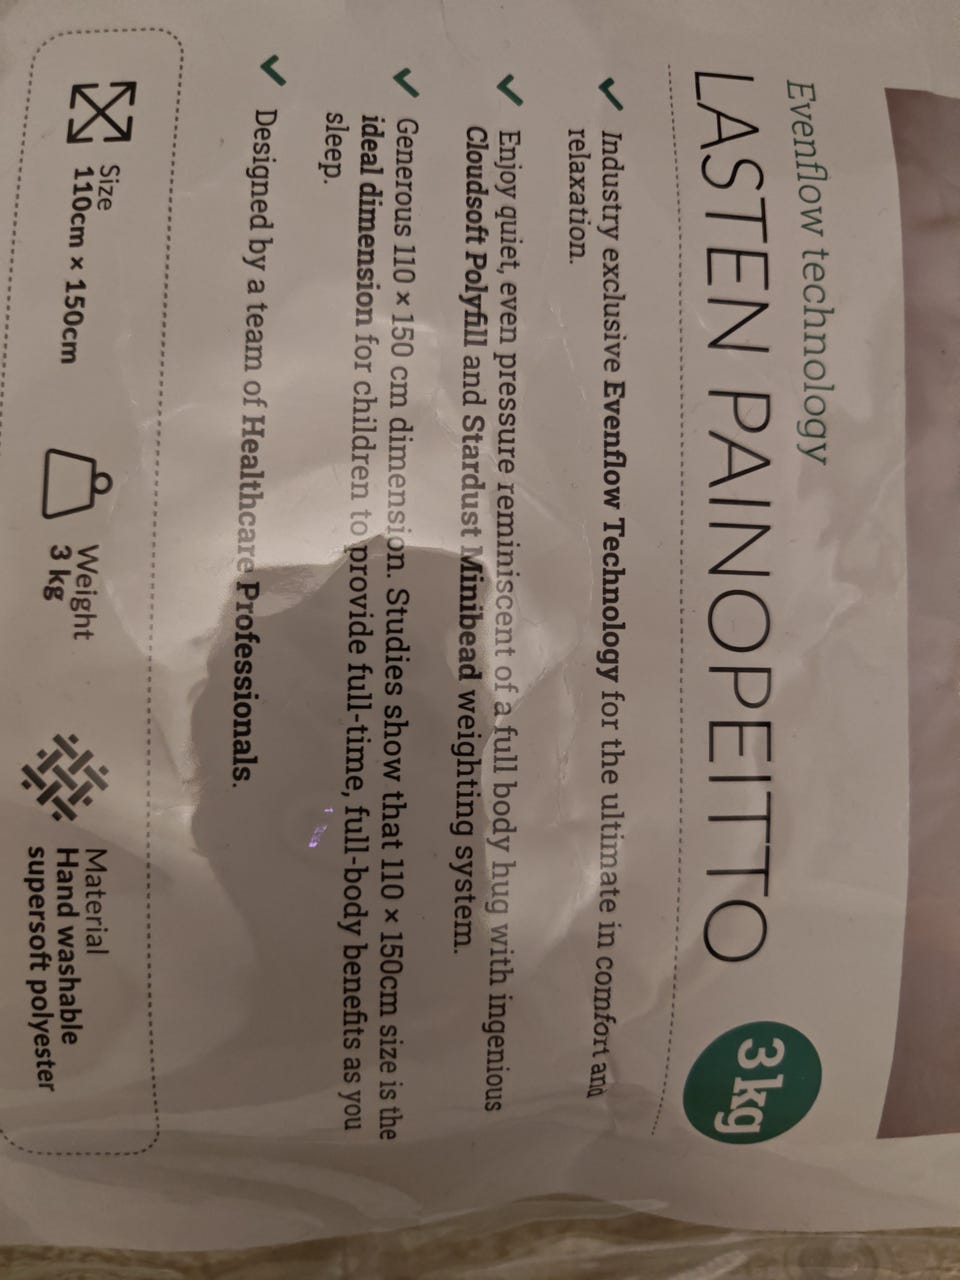 Evenflow technology
LASTEN PAINOPEITTO
3 kg
Industry exclusive Evenflow Technology for the ultimate in comfort and
relaxation.
Enjoy quiet, even pressure reminiscent of a full body hug with ingenious
Cloudsoft Polyfill and Stardust Minibead weighting system.
Generous 110 × 150 cm dimension. Studies show that 110 × 150cm size is the
ideal dimension for children to provide full-time, full-body benefits as you
sleep.
Designed by a team of Healthcare Professionals.
Size
110cm × 150cm
Weight
3 kg
Material
Hand washable
supersoft polyester